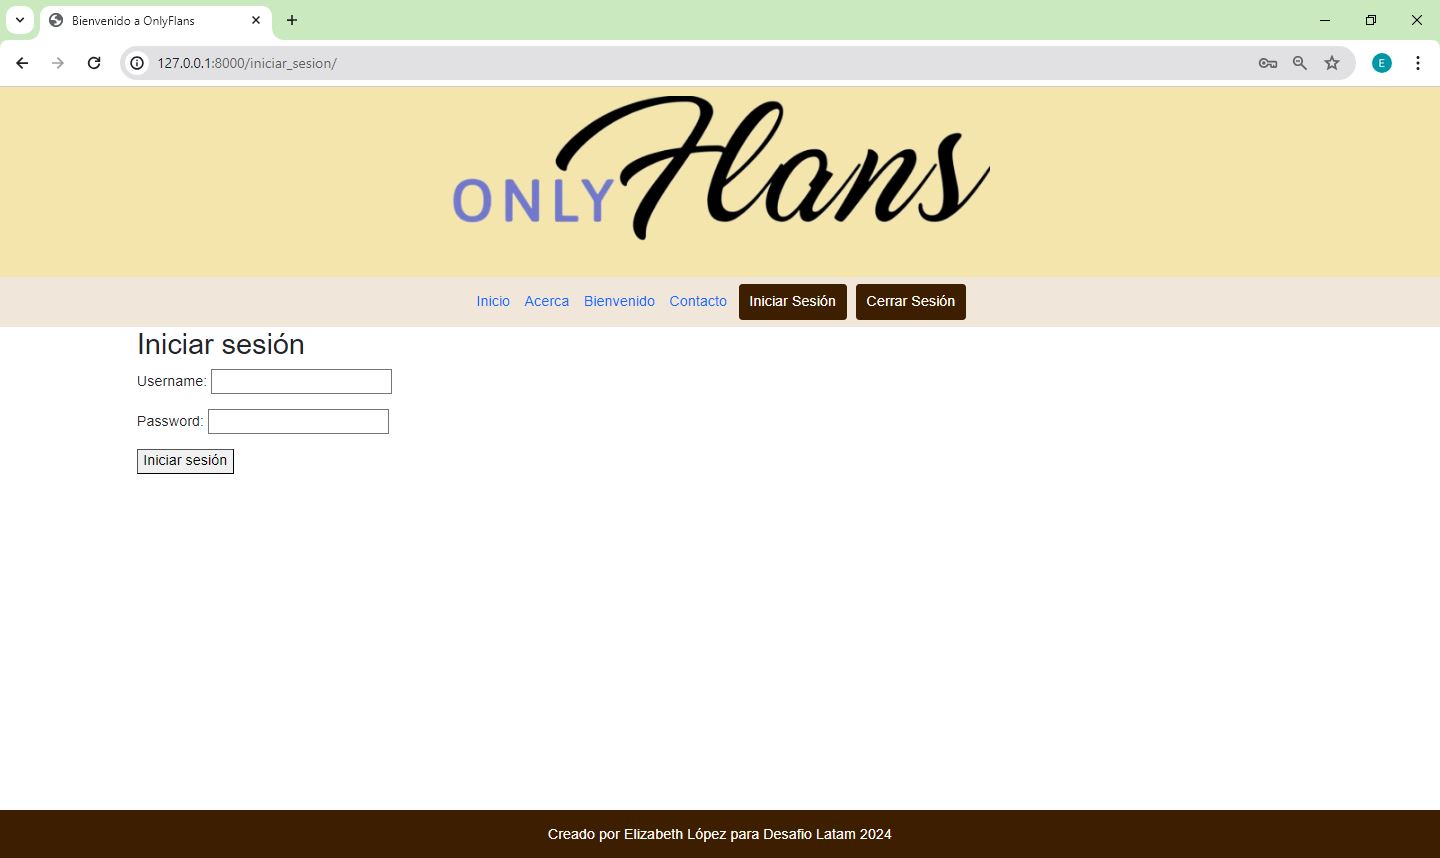 Bienvenido a OnlyFlans
127.0.0.1:8000/iniciar_sesion/
E
ONLY Flans
Inicio Acerca Bienvenido Contacto Iniciar Sesión Cerrar Sesión
Iniciar sesión
Username:
Password:
Iniciar sesión
Creado por Elizabeth López para Desafio Latam 2024